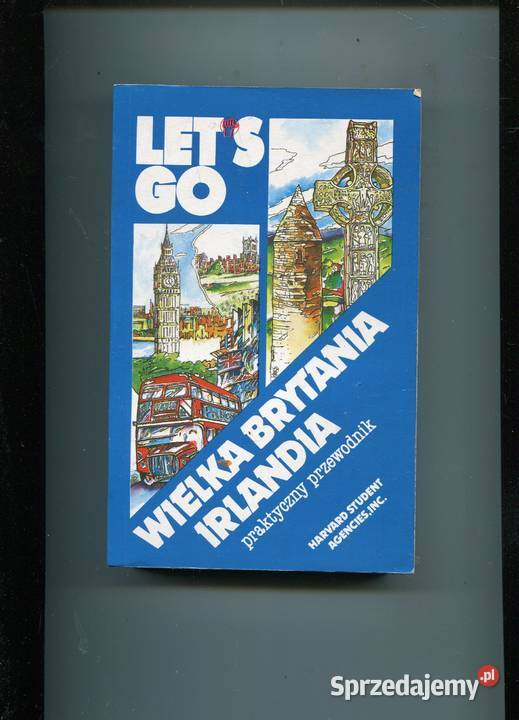 LET'S
GO
WIELKA BRYTANIA
IRLANDIA
praktyczny przewodnik
HARVARD STUDENT
AGENCIES, INC.
Sprzedajemy.pl